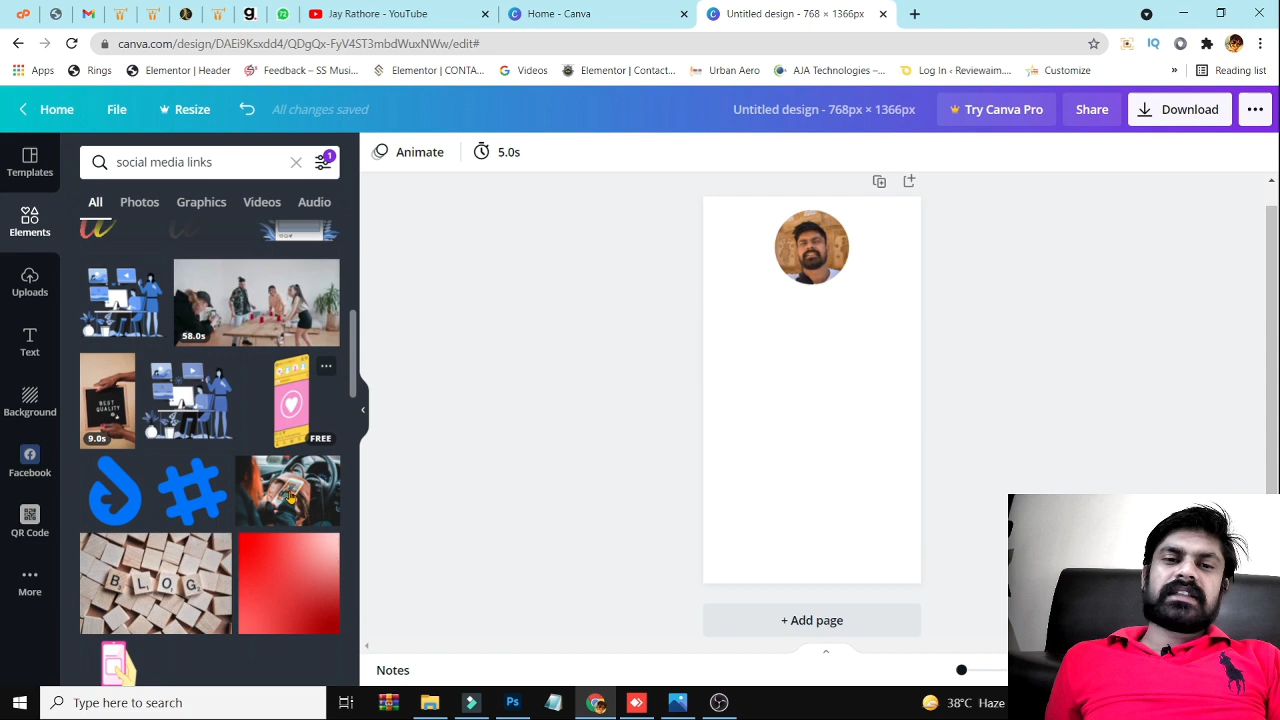 Jay Rathore - YouTube
Home - Canva
Untitled design - 768 × 1366px
canva.com/design/DAEi9Ksxdd4/QDgQx-FyV4ST3mbdWuxNWw/edit#
Apps
Rings
Elementor | Header
Feedback – SS Musi...
Elementor | CONTA...
Videos
Elementor | Contact...
Urban Aero
AJA Technologies –...
Log In ‹ Reviewaim...
Customize
»
Reading list
Home
File
Resize
All changes saved
Untitled design - 768px × 1366px
Try Canva Pro
Share
Download
Templates
Elements
Uploads
Text
Background
Facebook
QR Code
More
social media links
1
All
Photos
Graphics
Videos
Audio
58.0s
BEST
QUALITY
9.0s
FREE
BLOG
Animate
5.0s
+ Add page
Notes
Type here to search
38°C Haze